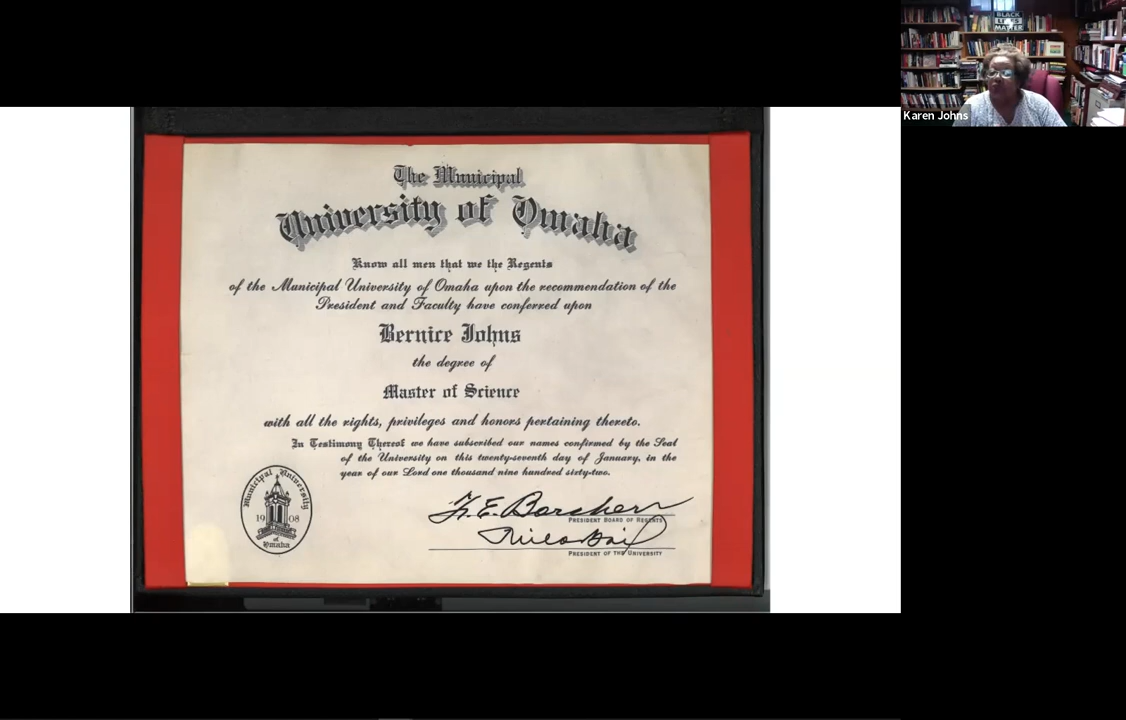 The Municipal
University of Omaha
Know all men that we the Regents
of the Municipal University of Omaha upon the recommendation of the
President and Faculty have conferred upon
Bernice Johns
the degree of
Master of Science
with all the rights, privileges and honors pertaining thereto.
In Testimony Thereof we have subscribed our names confirmed by the Seal
of the University on this twenty-seventh day of January, in the
year of our Lord one thousand nine hundred sixty-two.
Municipal University
1908
of
Omaha
PRESIDENT BOARD OF REGENTS
PRESIDENT OF THE UNIVERSITY
BLACK
MATTER
Karen Johns